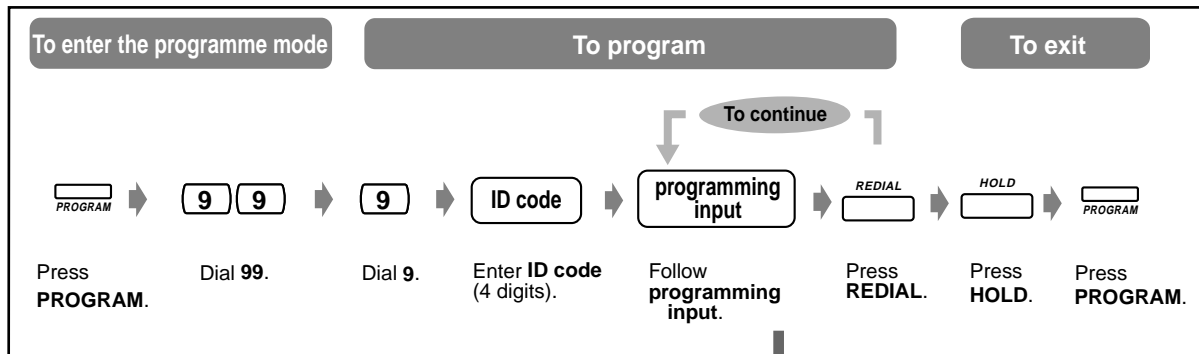 To enter the programme mode
To program
To exit
To continue
PROGRAM
9 9
9
ID code
programming
input
REDIAL
HOLD
PROGRAM
Press
PROGRAM.
Dial 99.
Dial 9.
Enter ID code
(4 digits).
Follow
programming
input.
Press
REDIAL.
Press
HOLD.
Press
PROGRAM.